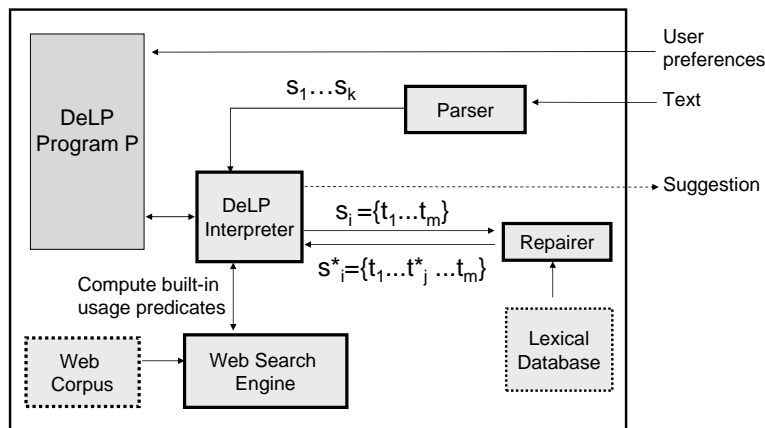 User
preferences
s₁…sₖ
Parser
Text
DeLP
Program P
DeLP
Interpreter
Suggestion
sᵢ ={t₁...tₘ}
Repairer
s*ᵢ={t₁...t*ⱼ ...tₘ}
Compute built-in
usage predicates
Web
Corpus
Web Search
Engine
Lexical
Database